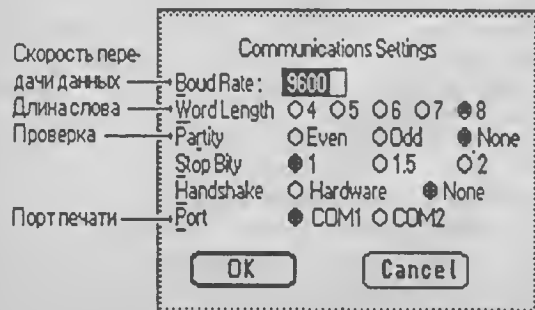 Communications Settings
Скорость пере-
дачи данных
Boud Rate: 9600
Длина слова
Word Length 4 5 6 7 8
Проверка
Partity Even Odd None
Stop Bity 1 1.5 2
Handshake Hardware None
Порт печати
Port COM1 COM2
OK Cancel